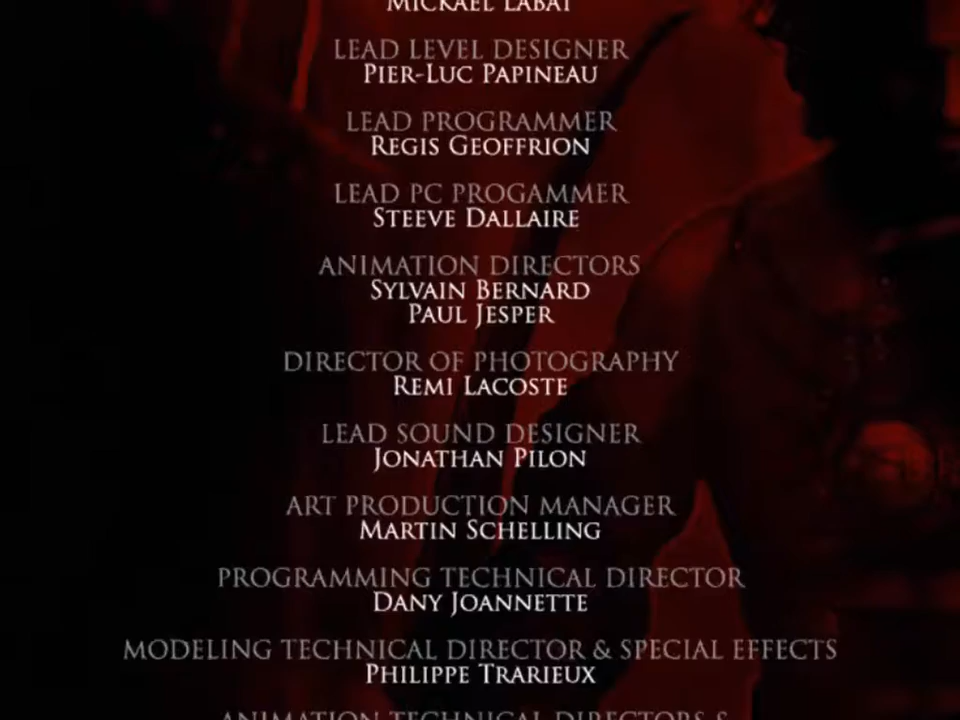 MICKAEL LABAT
LEAD LEVEL DESIGNER
PIER-LUC PAPINEAU
LEAD PROGRAMMER
REGIS GEOFFRION
LEAD PC PROGAMMER
STEEVE DALLAIRE
ANIMATION DIRECTORS
SYLVAIN BERNARD
PAUL JESPER
DIRECTOR OF PHOTOGRAPHY
REMI LACOSTE
LEAD SOUND DESIGNER
JONATHAN PILON
ART PRODUCTION MANAGER
MARTIN SCHELLING
PROGRAMMING TECHNICAL DIRECTOR
DANY JOANNETTE
MODELING TECHNICAL DIRECTOR & SPECIAL EFFECTS
PHILIPPE TRARIEUX
ANIMATION TECHNICAL DIRECTORS &